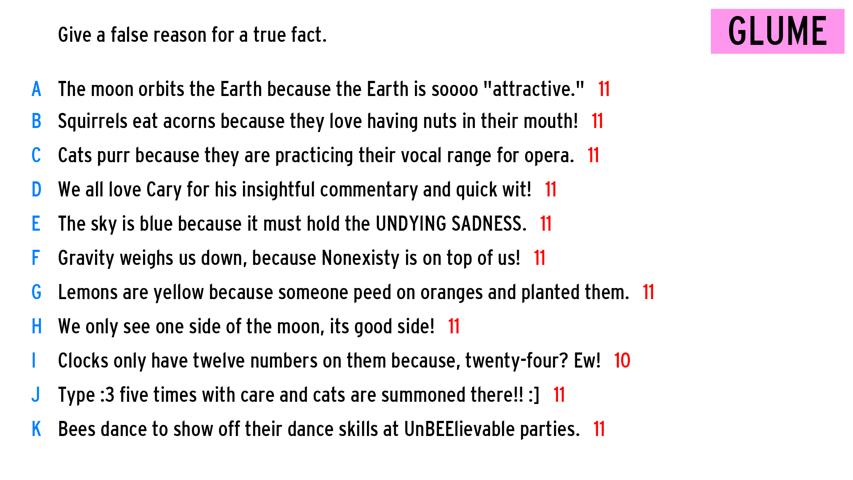 Give a false reason for a true fact.
GLUME
A The moon orbits the Earth because the Earth is soooo "attractive." 11
B Squirrels eat acorns because they love having nuts in their mouth! 11
C Cats purr because they are practicing their vocal range for opera. 11
D We all love Cary for his insightful commentary and quick wit! 11
E The sky is blue because it must hold the UNDYING SADNESS. 11
F Gravity weighs us down, because Nonexisty is on top of us! 11
G Lemons are yellow because someone peed on oranges and planted them. 11
H We only see one side of the moon, its good side! 11
I Clocks only have twelve numbers on them because, twenty-four? Ew! 10
J Type :3 five times with care and cats are summoned there!! :] 11
K Bees dance to show off their dance skills at UnBEElievable parties. 11